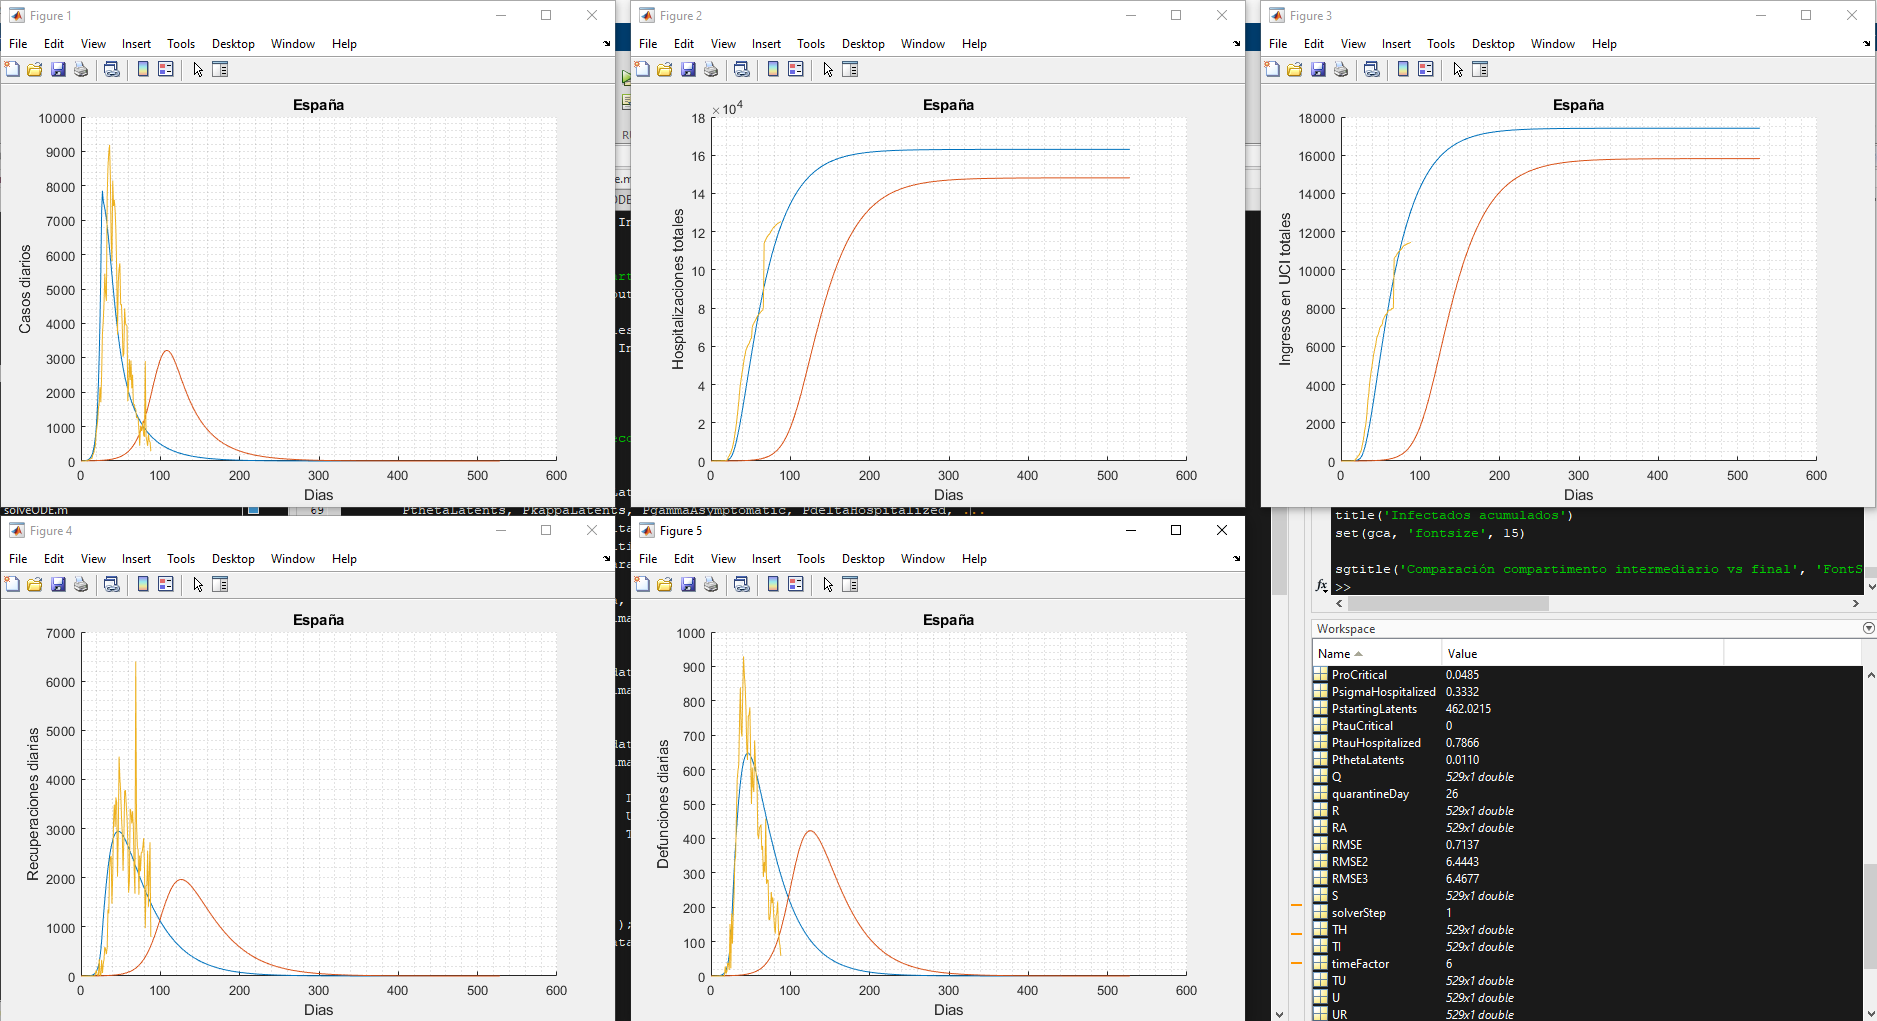 Figure 1
File Edit View Insert Tools Desktop Window Help
España
Casos diarios
10000
9000
8000
7000
6000
5000
4000
3000
2000
1000
0
0 100 200 300 400 500 600
Dias
Figure 2
File Edit View Insert Tools Desktop Window Help
España
×10^4
Hospitalizaciones totales
18
16
14
12
10
8
6
4
2
0
0 100 200 300 400 500 600
Dias
Figure 3
File Edit View Insert Tools Desktop Window Help
España
Ingresos en UCI totales
18000
16000
14000
12000
10000
8000
6000
4000
2000
0
0 100 200 300 400 500 600
Dias
solveODE.m
69
PthetaLatents, PkappaLatents, PgammaAsymptomatic, PdeltaHospitalized, ...
Figure 4
File Edit View Insert Tools Desktop Window Help
España
Recuperaciones diarias
7000
6000
5000
4000
3000
2000
1000
0
0 100 200 300 400 500 600
Dias
Figure 5
File Edit View Insert Tools Desktop Window Help
España
Defunciones diarias
1000
900
800
700
600
500
400
300
200
100
0
0 100 200 300 400 500 600
Dias
title('Infectados acumulados')
set(gca, 'fontsize', 15)
sgtitle('Comparación compartimento intermediario vs final', 'FontS
fx >>
Workspace
Name Value
ProCritical 0.0485
PsigmaHospitalized 0.3332
PstartingLatents 462.0215
PtauCritical 0
PtauHospitalized 0.7866
PthetaLatents 0.0110
Q 529x1 double
quarantineDay 26
R 529x1 double
RA 529x1 double
RMSE 0.7137
RMSE2 6.4443
RMSE3 6.4677
S 529x1 double
solverStep 1
TH 529x1 double
TI 529x1 double
timeFactor 6
TU 529x1 double
U 529x1 double
UR 529x1 double